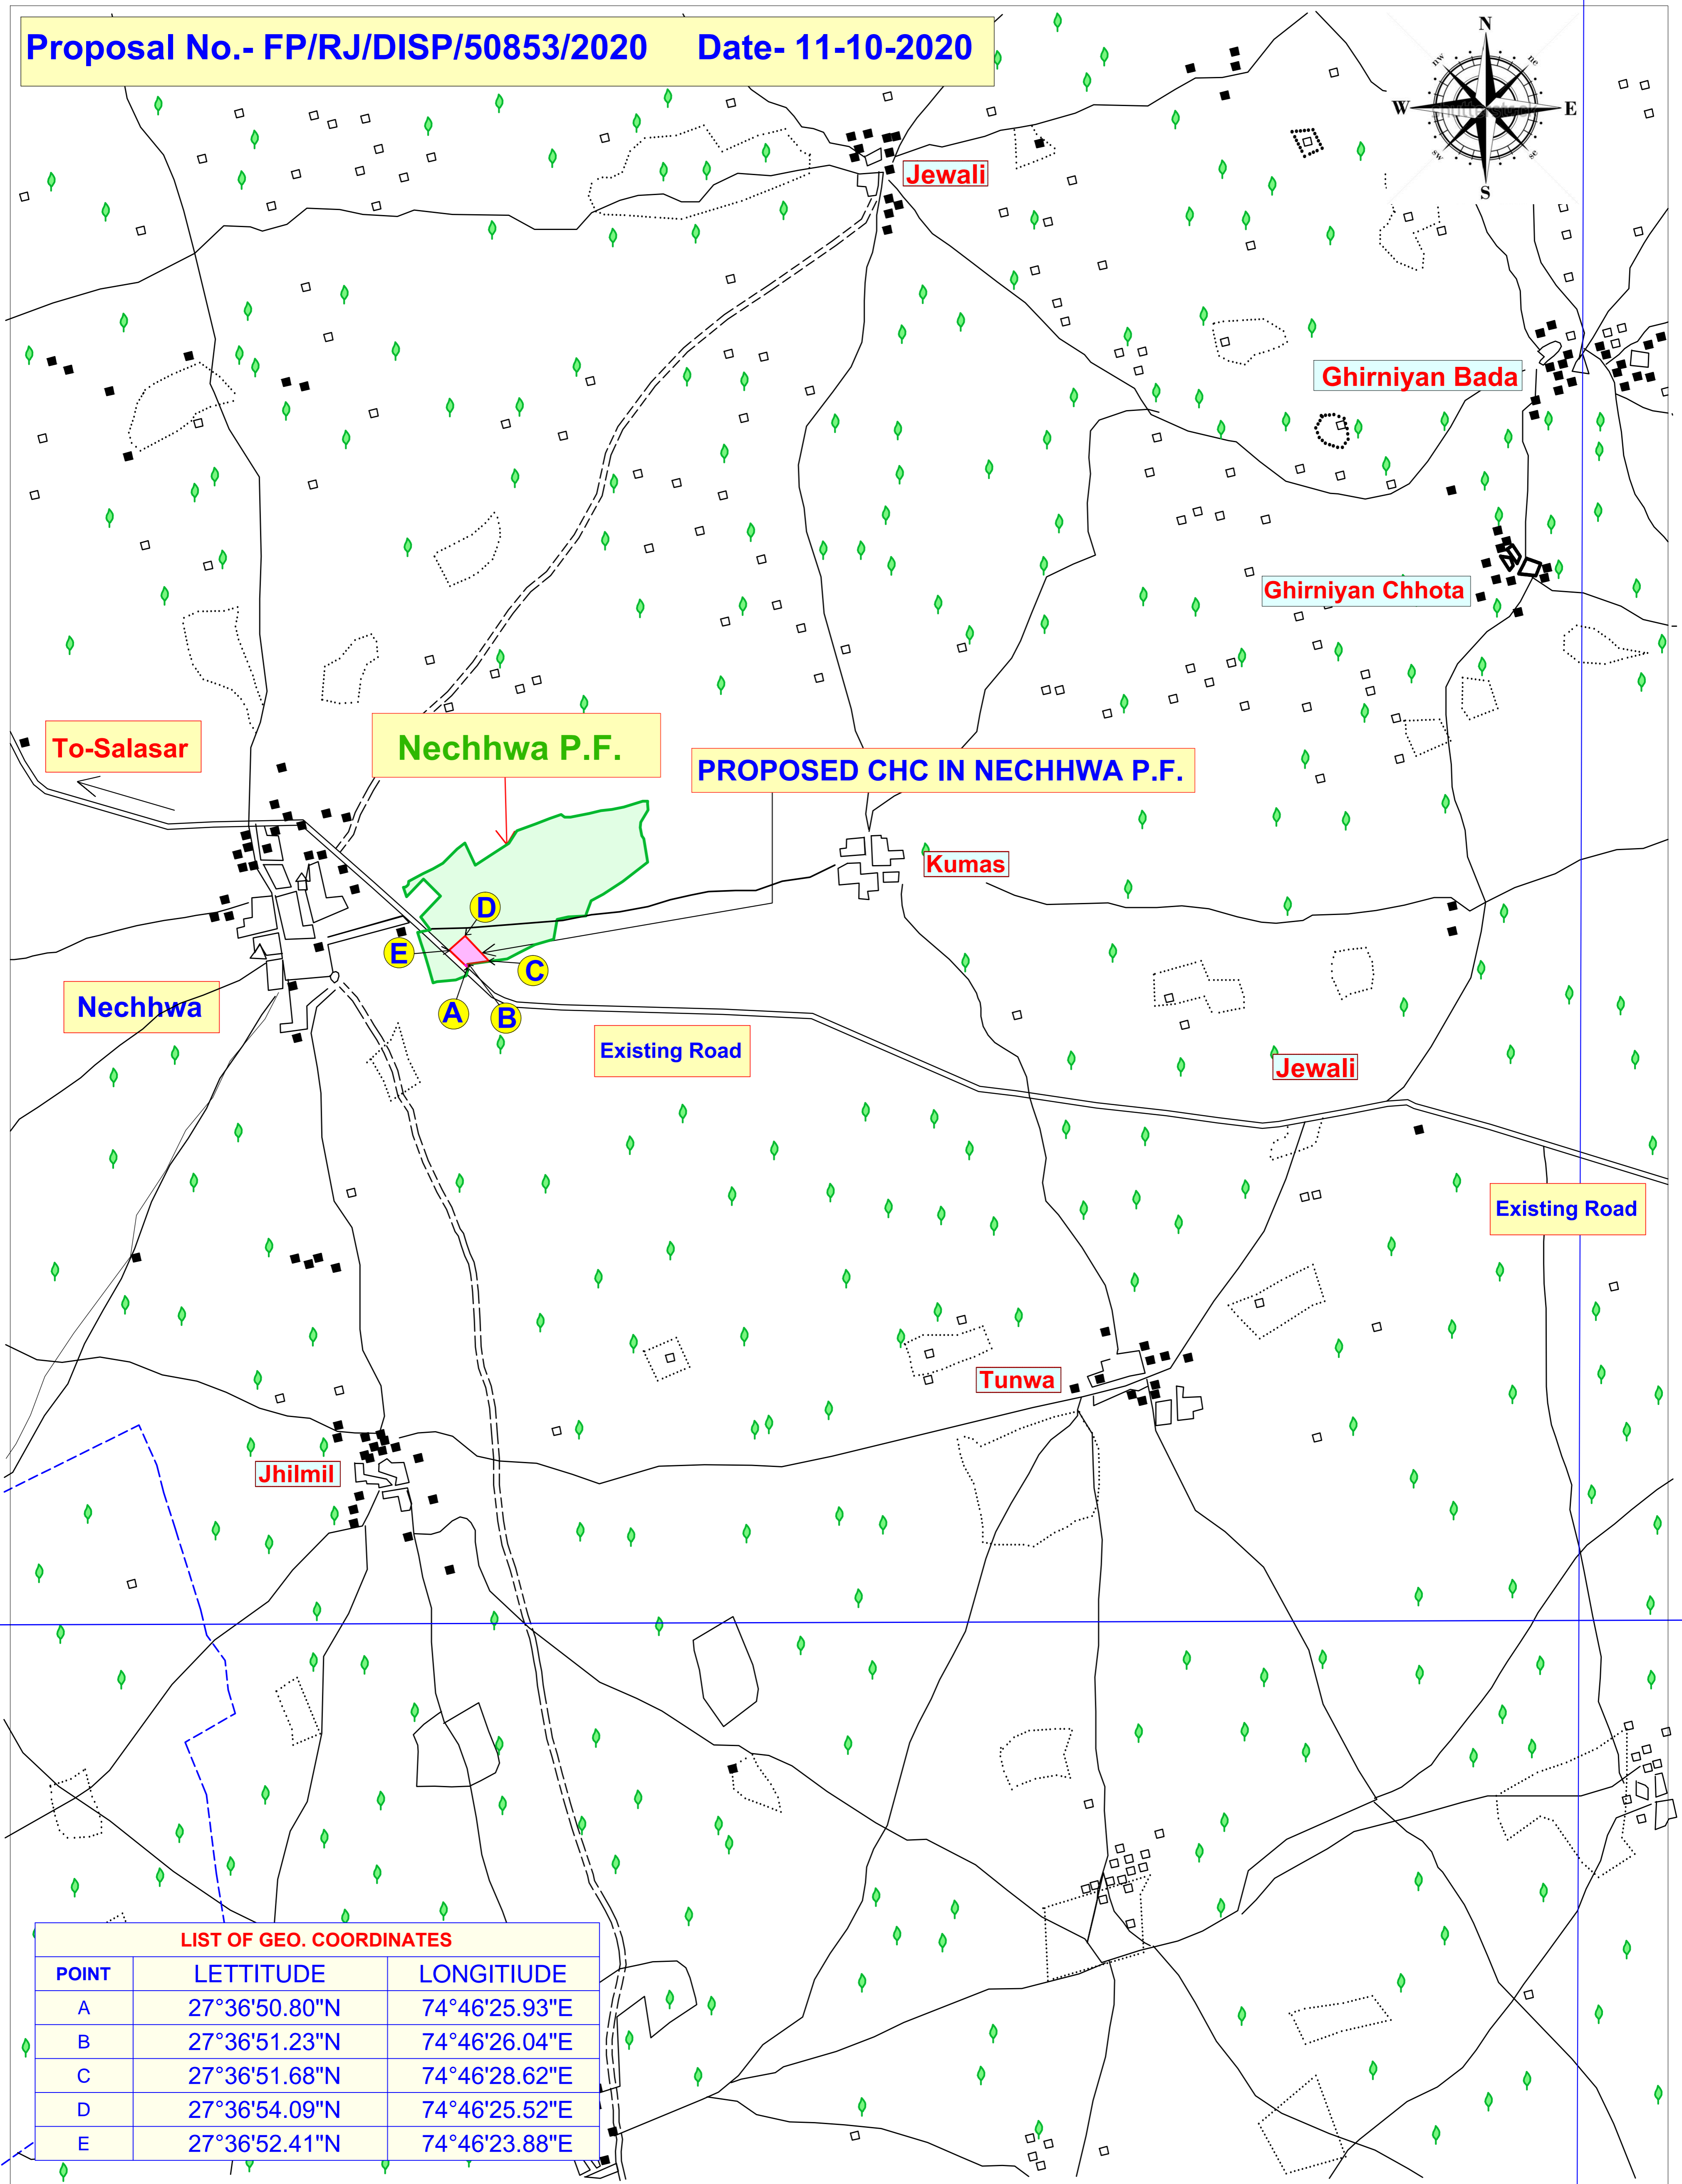 Proposal No.- FP/RJ/DISP/50853/2020 Date- 11-10-2020
N
nw ne
W E
sw se
S
Jewali
Ghirniyan Bada
Ghirniyan Chhota
To-Salasar
Nechhwa P.F.
PROPOSED CHC IN NECHHWA P.F.
Kumas
D
E
C
A
B
Nechhwa
Existing Road
Jewali
Existing Road
Tunwa
Jhilmil
LIST OF GEO. COORDINATES
POINT LETTITUDE LONGITIUDE
A 27°36'50.80"N 74°46'25.93"E
B 27°36'51.23"N 74°46'26.04"E
C 27°36'51.68"N 74°46'28.62"E
D 27°36'54.09"N 74°46'25.52"E
E 27°36'52.41"N 74°46'23.88"E